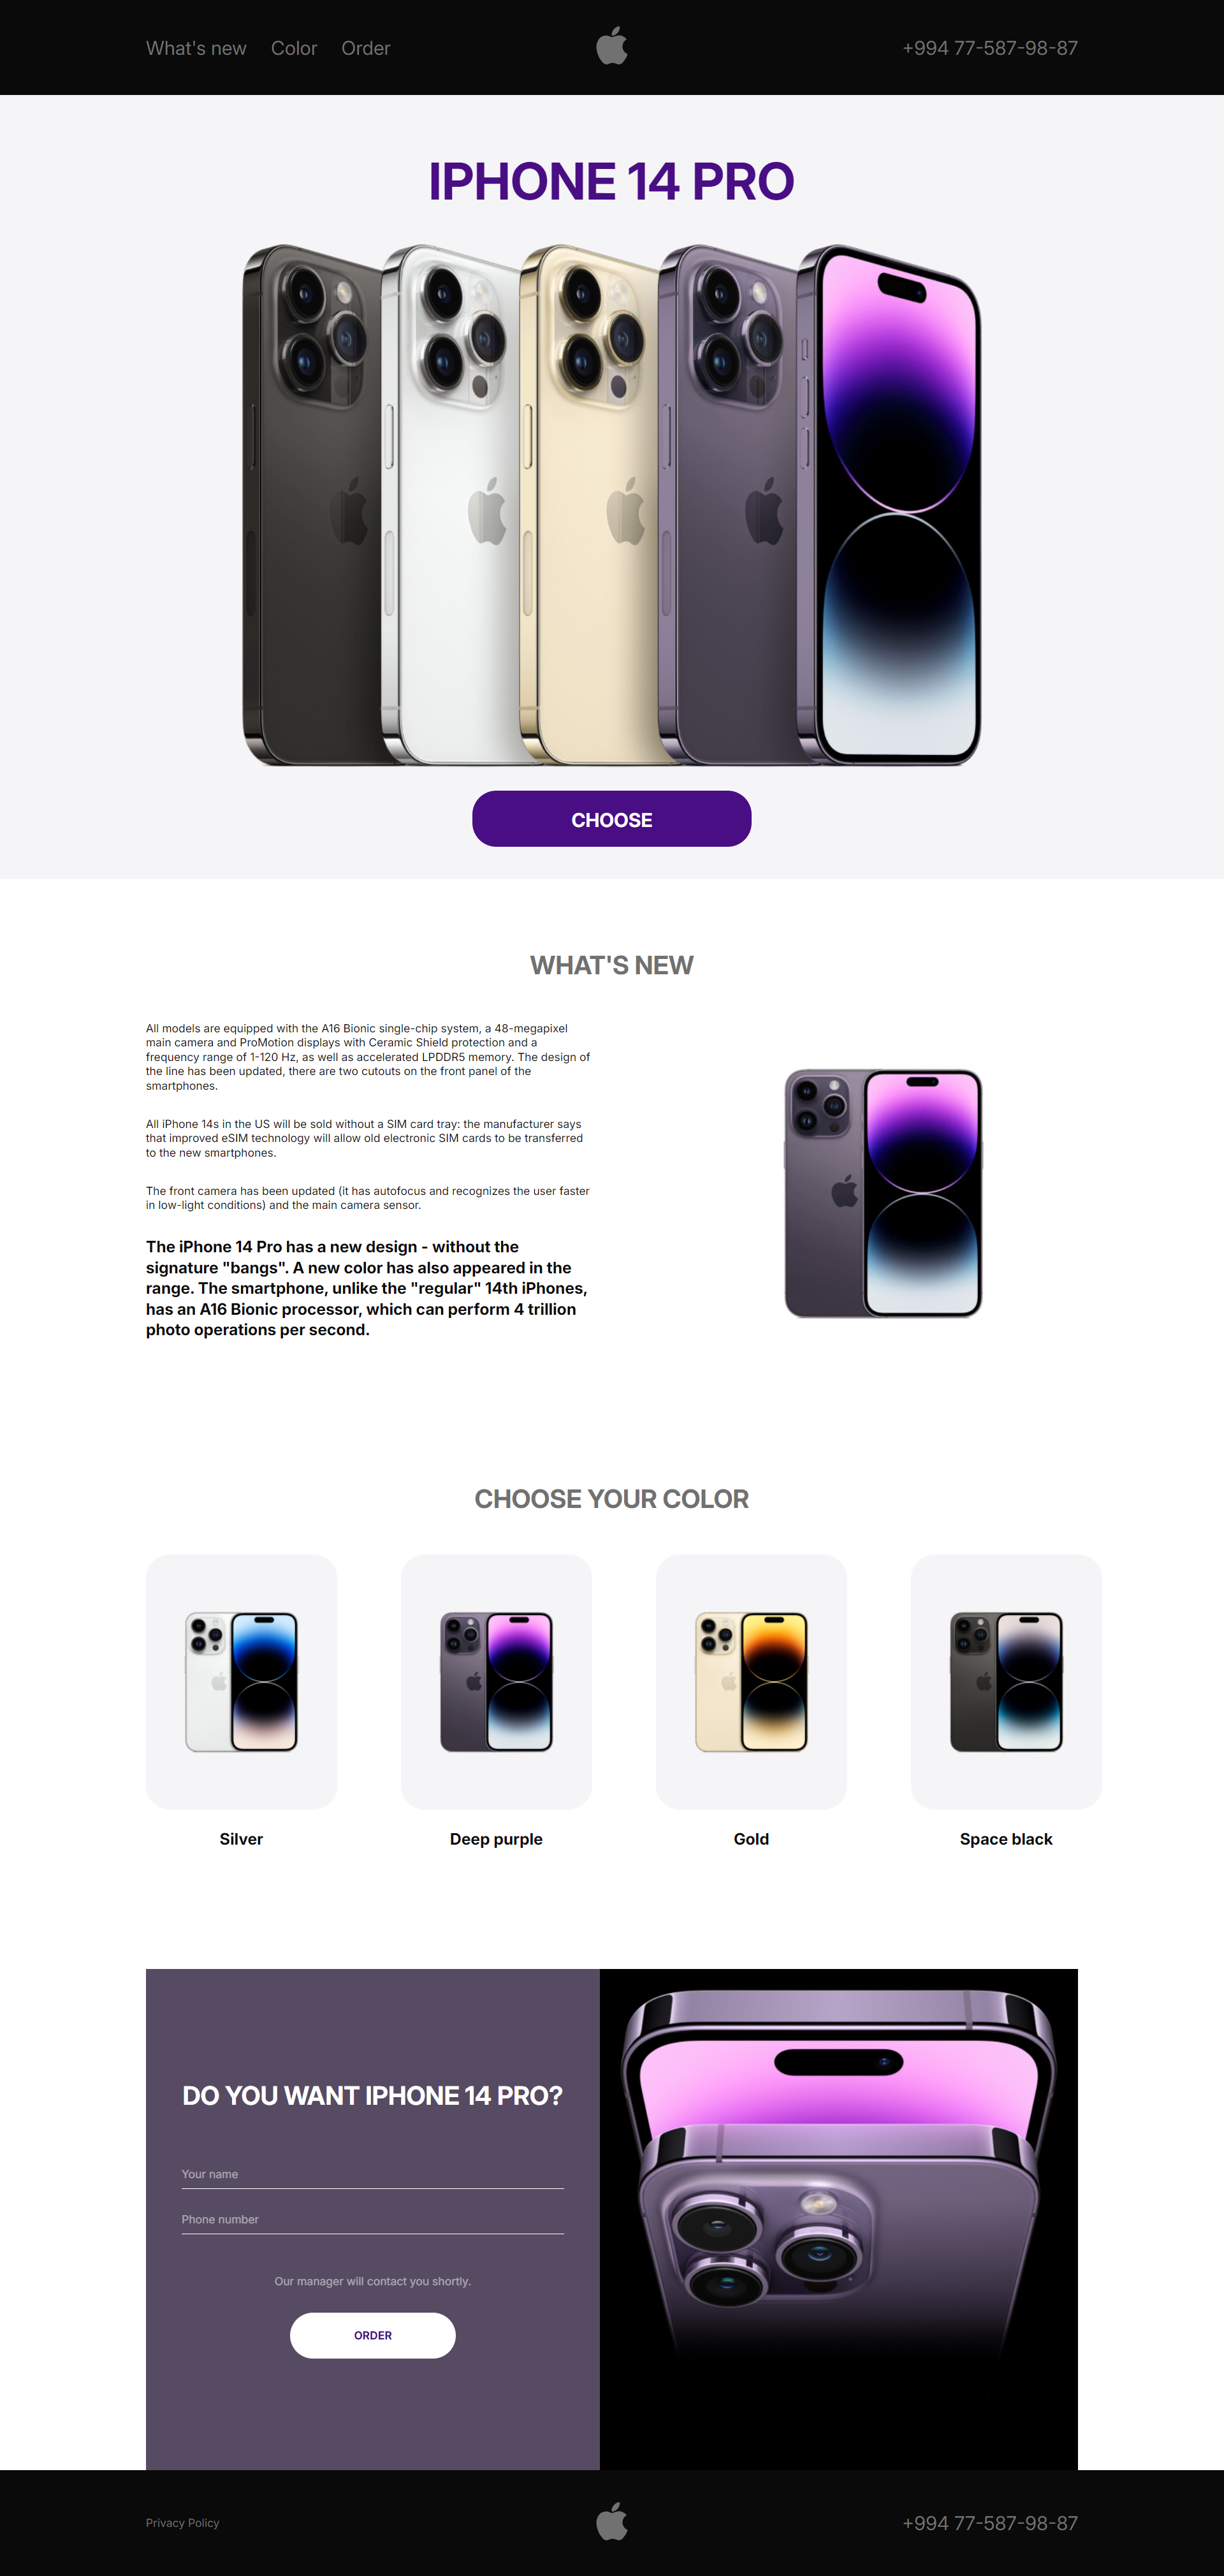 What's new Color Order +994 77-587-98-87
IPHONE 14 PRO
CHOOSE
WHAT'S NEW
All models are equipped with the A16 Bionic single-chip system, a 48-megapixel
main camera and ProMotion displays with Ceramic Shield protection and a
frequency range of 1-120 Hz, as well as accelerated LPDDR5 memory. The design of
the line has been updated, there are two cutouts on the front panel of the
smartphones.
All iPhone 14s in the US will be sold without a SIM card tray: the manufacturer says
that improved eSIM technology will allow old electronic SIM cards to be transferred
to the new smartphones.
The front camera has been updated (it has autofocus and recognizes the user faster
in low-light conditions) and the main camera sensor.
The iPhone 14 Pro has a new design - without the
signature "bangs". A new color has also appeared in the
range. The smartphone, unlike the "regular" 14th iPhones,
has an A16 Bionic processor, which can perform 4 trillion
photo operations per second.
CHOOSE YOUR COLOR
Silver
Deep purple
Gold
Space black
DO YOU WANT IPHONE 14 PRO?
Your name
Phone number
Our manager will contact you shortly.
ORDER
Privacy Policy +994 77-587-98-87